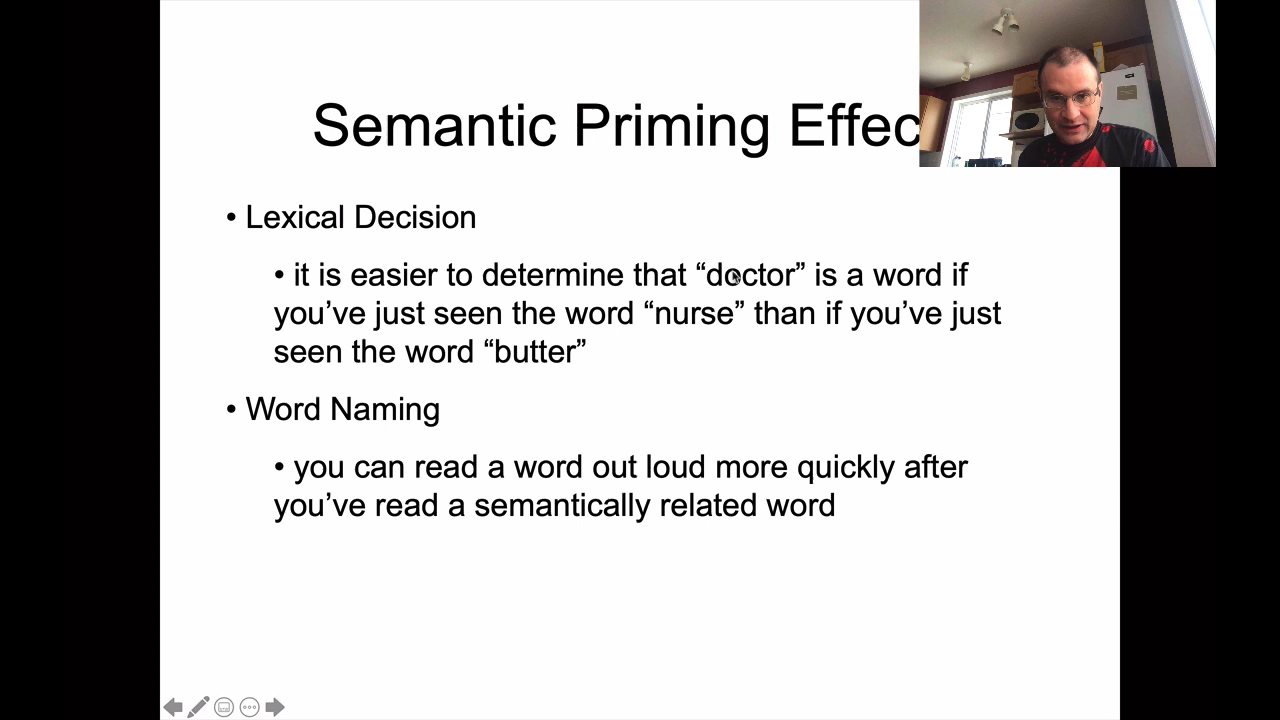 Semantic Priming Effec
• Lexical Decision
• it is easier to determine that “doctor” is a word if
you’ve just seen the word “nurse” than if you’ve just
seen the word “butter”
• Word Naming
• you can read a word out loud more quickly after
you’ve read a semantically related word